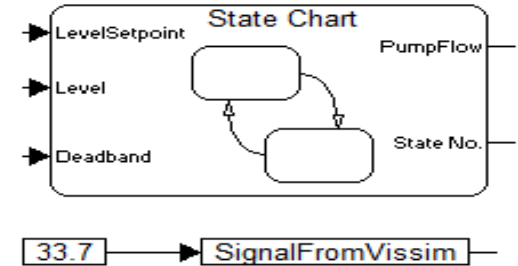 State Chart
LevelSetpoint
PumpFlow
Level
State No.
Deadband
33.7
SignalFromVissim